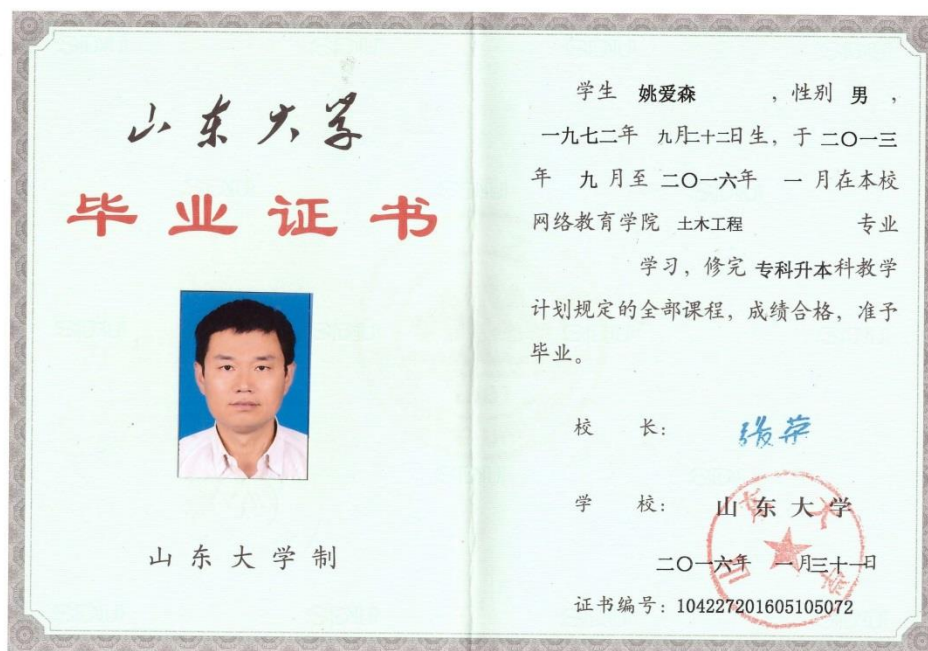 山东大学
毕业证书
山东大学制
学生 姚爱森 ，性别 男 ，
一九七二年 九月二十二日生，于 二〇一三
年 九 月至 二〇一六年 一 月在本校
网络教育学院 土木工程 专业
学习，修完 专科升本科教学
计划规定的全部课程，成绩合格，准予
毕业。
校 长： 张荣
学 校： 山东大学
二〇一六年 一月三十一日
证书编号：104227201605105072
山东大学